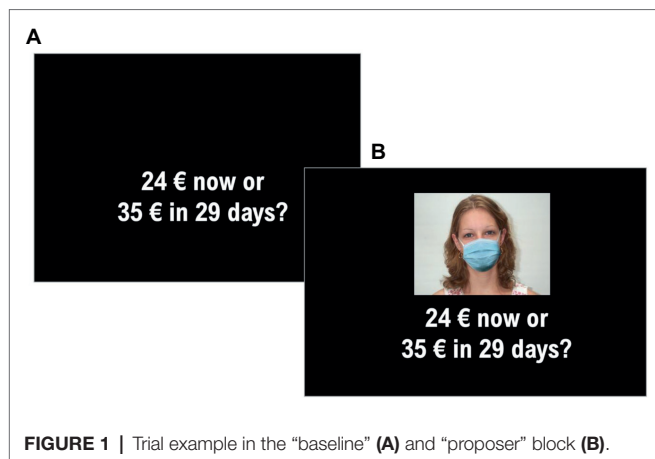 A
24 € now or
35 € in 29 days?
B
24 € now or
35 € in 29 days?
FIGURE 1 | Trial example in the “baseline” (A) and “proposer” block (B).